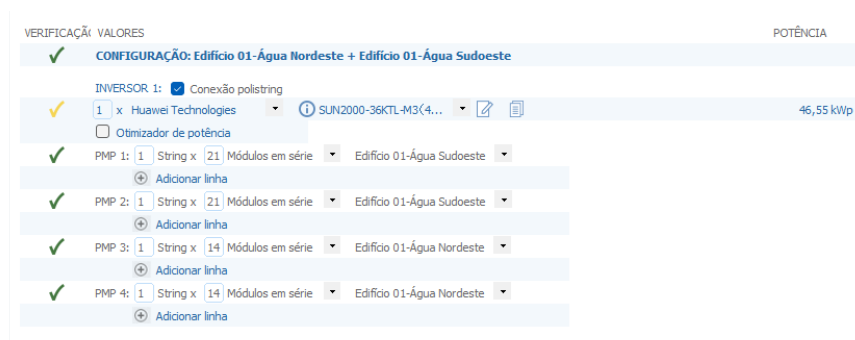 VERIFICAÇÃ( VALORES POTÊNCIA
CONFIGURAÇÃO: Edifício 01-Água Nordeste + Edifício 01-Água Sudoeste
INVERSOR 1: Conexão polistring
1 x Huawei Technologies SUN2000-36KTL-M3(4... 46,55 kWp
Otimizador de potência
PMP 1: 1 String x 21 Módulos em série Edifício 01-Água Sudoeste
Adicionar linha
PMP 2: 1 String x 21 Módulos em série Edifício 01-Água Sudoeste
Adicionar linha
PMP 3: 1 String x 14 Módulos em série Edifício 01-Água Nordeste
Adicionar linha
PMP 4: 1 String x 14 Módulos em série Edifício 01-Água Nordeste
Adicionar linha